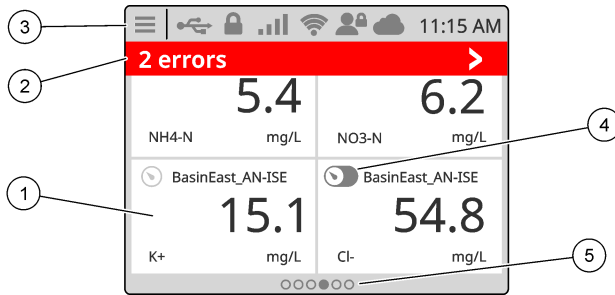 3
11:15 AM
2
2 errors
5.4
6.2
NH4-N mg/L
NO3-N mg/L
4
1
BasinEast_AN-ISE
BasinEast_AN-ISE
15.1
54.8
K+ mg/L
Cl- mg/L
5